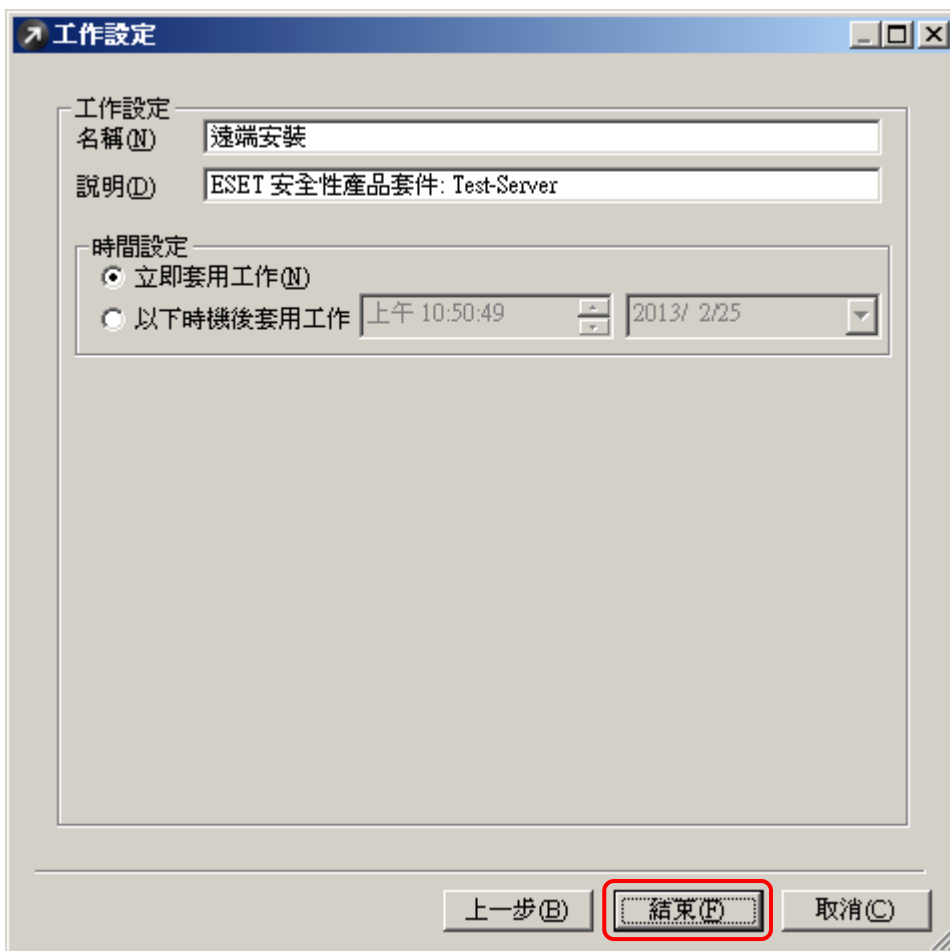 工作設定
工作設定
名稱(N) 遠端安裝
說明(D) ESET 安全性產品套件: Test-Server
時間設定
立即套用工作(N)
以下時機後套用工作 上午 10:50:49 2013/ 2/25
上一步(B) 結束(F) 取消(C)